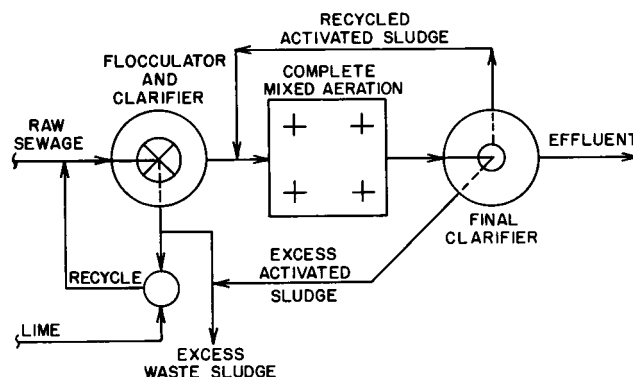 RECYCLED
ACTIVATED SLUDGE
FLOCCULATOR
AND
CLARIFIER
COMPLETE
MIXED AERATION
RAW
SEWAGE
EFFLUENT
FINAL
CLARIFIER
RECYCLE
EXCESS
ACTIVATED
SLUDGE
LIME
EXCESS
WASTE SLUDGE